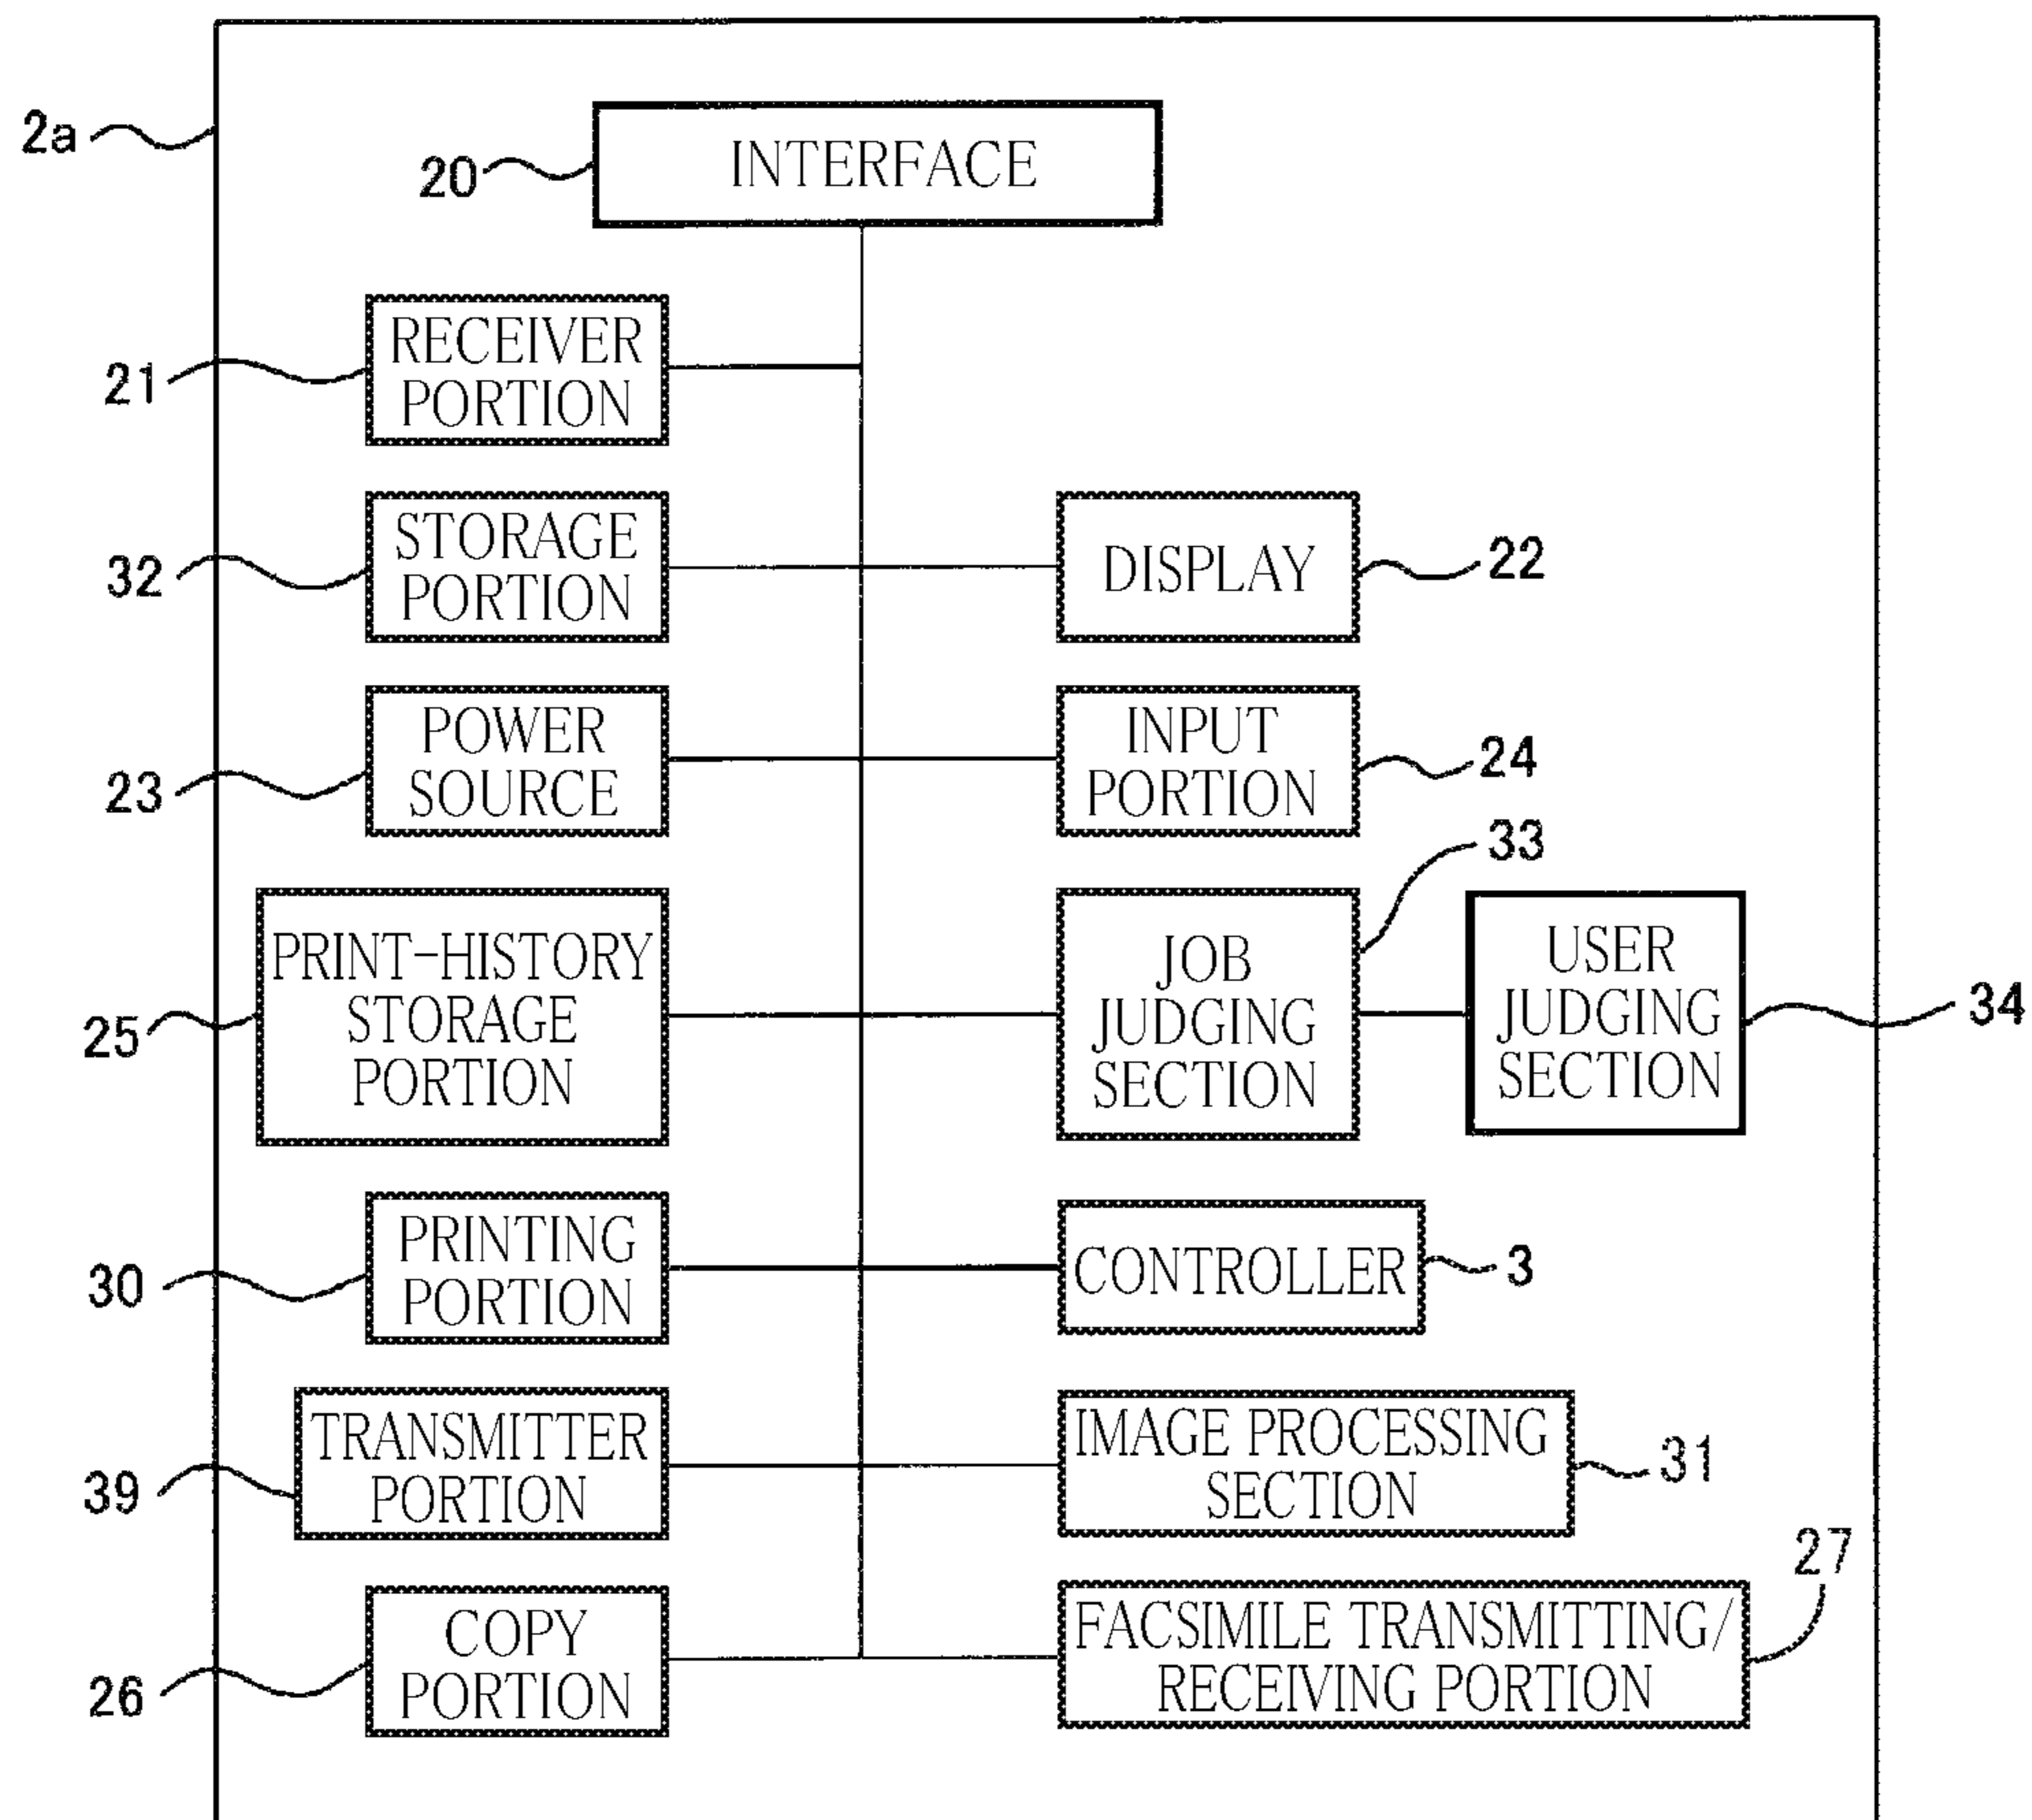 2a
20
INTERFACE
21
RECEIVER
PORTION
32
STORAGE
PORTION
DISPLAY
22
23
POWER
SOURCE
INPUT
PORTION
24
33
25
PRINT-HISTORY
STORAGE
PORTION
JOB
JUDGING
SECTION
USER
JUDGING
SECTION
34
30
PRINTING
PORTION
CONTROLLER
3
39
TRANSMITTER
PORTION
IMAGE PROCESSING
SECTION
31
27
26
COPY
PORTION
FACSIMILE TRANSMITTING/
RECEIVING PORTION